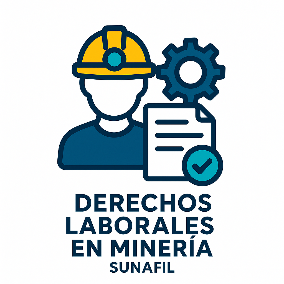 DERECHOS
LABORALES
EN MINERÍA
SUNAFIL